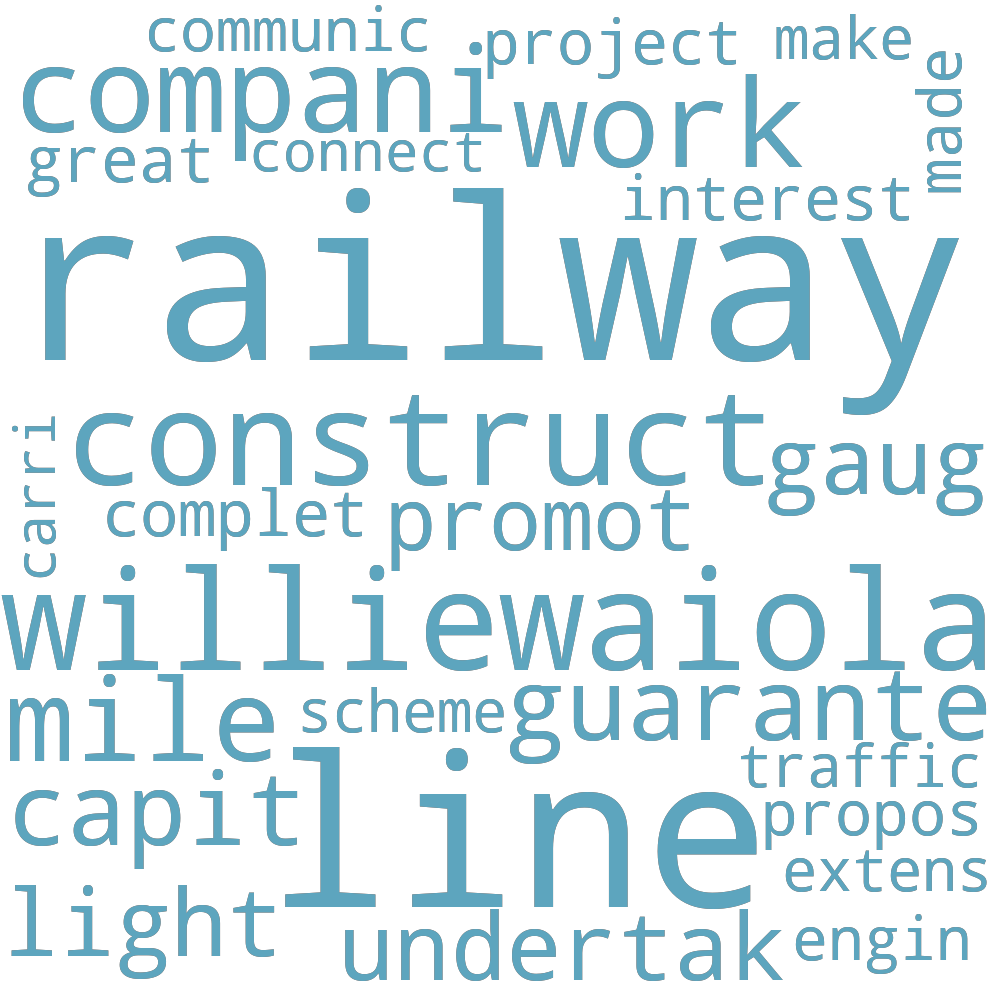 communic
project
make
compani
work
made
great
connect
interest
railway
construct
gaug
carri
complet
promot
williewaiola
mile
scheme
guarante
traffic
capit
line
propos
extens
light
undertak
engin